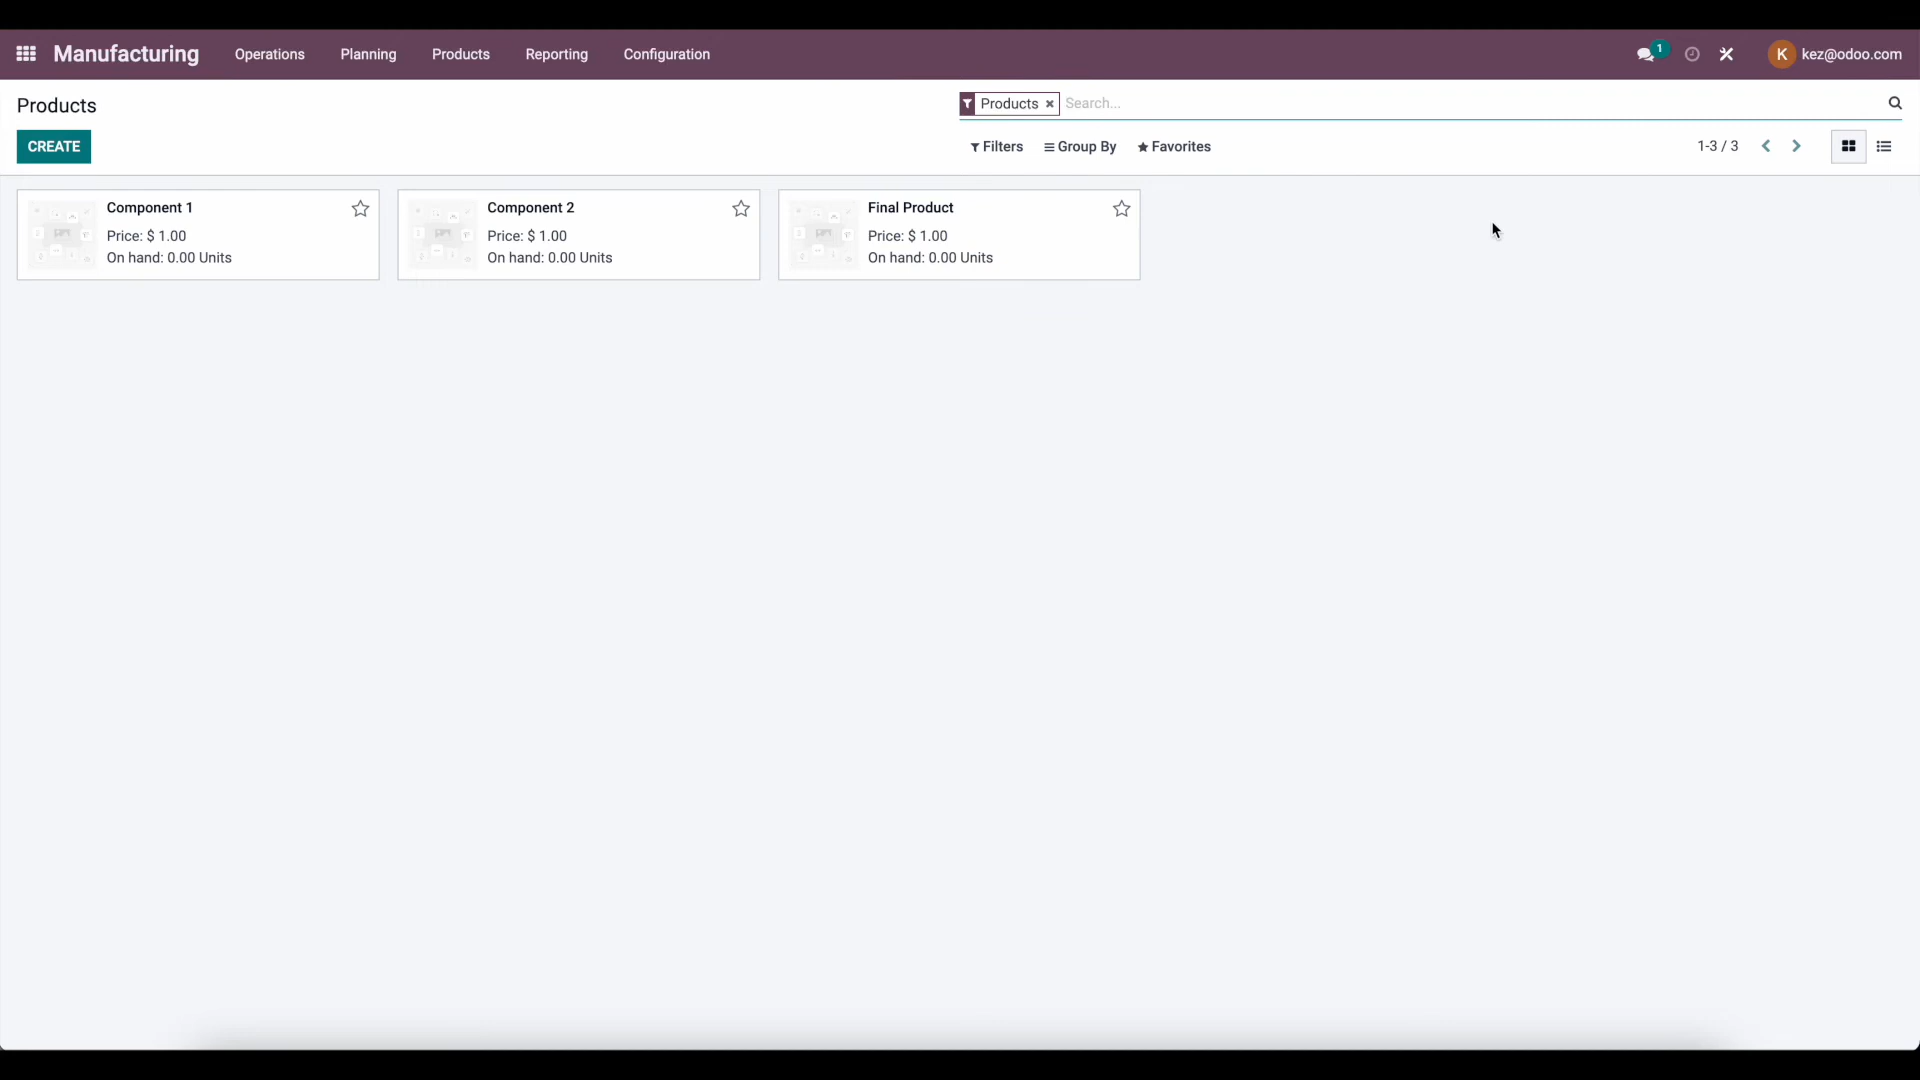 Manufacturing Operations Planning Products Reporting Configuration 1 K kez@odoo.com
Products
Products × Search...
CREATE
Filters Group By Favorites 1-3 / 3
Component 1
Price: $ 1.00
On hand: 0.00 Units
Component 2
Price: $ 1.00
On hand: 0.00 Units
Final Product
Price: $ 1.00
On hand: 0.00 Units